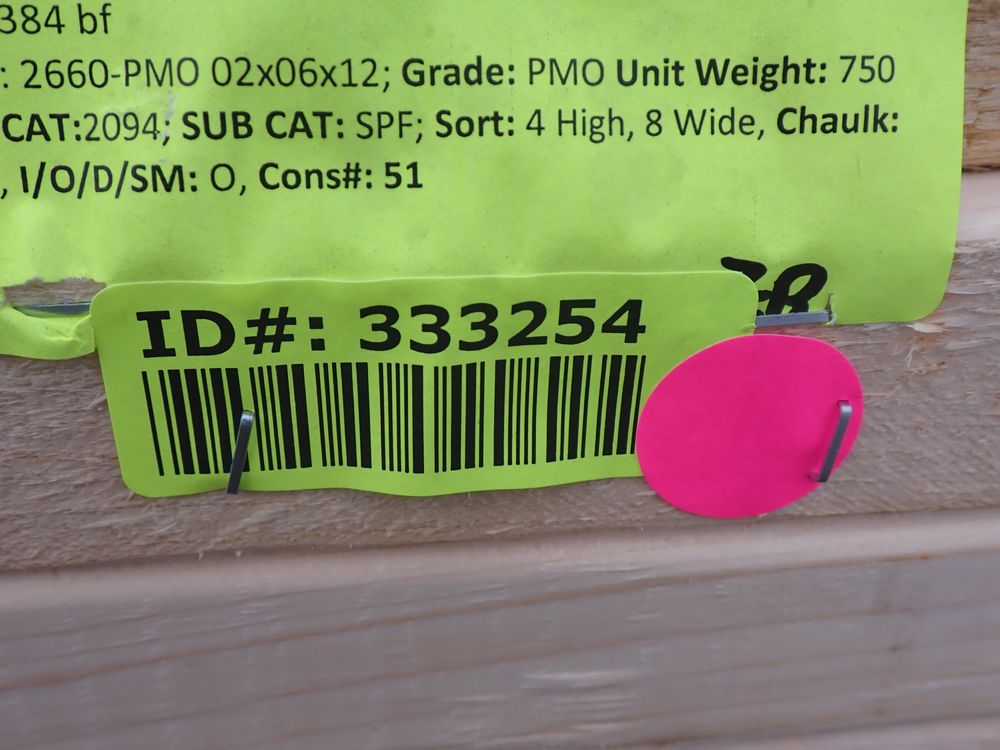 384 bf
: 2660-PMO 02x06x12; Grade: PMO Unit Weight: 750
CAT:2094; SUB CAT: SPF; Sort: 4 High, 8 Wide, Chaulk:
, I/O/D/SM: O, Cons#: 51
ID#: 333254